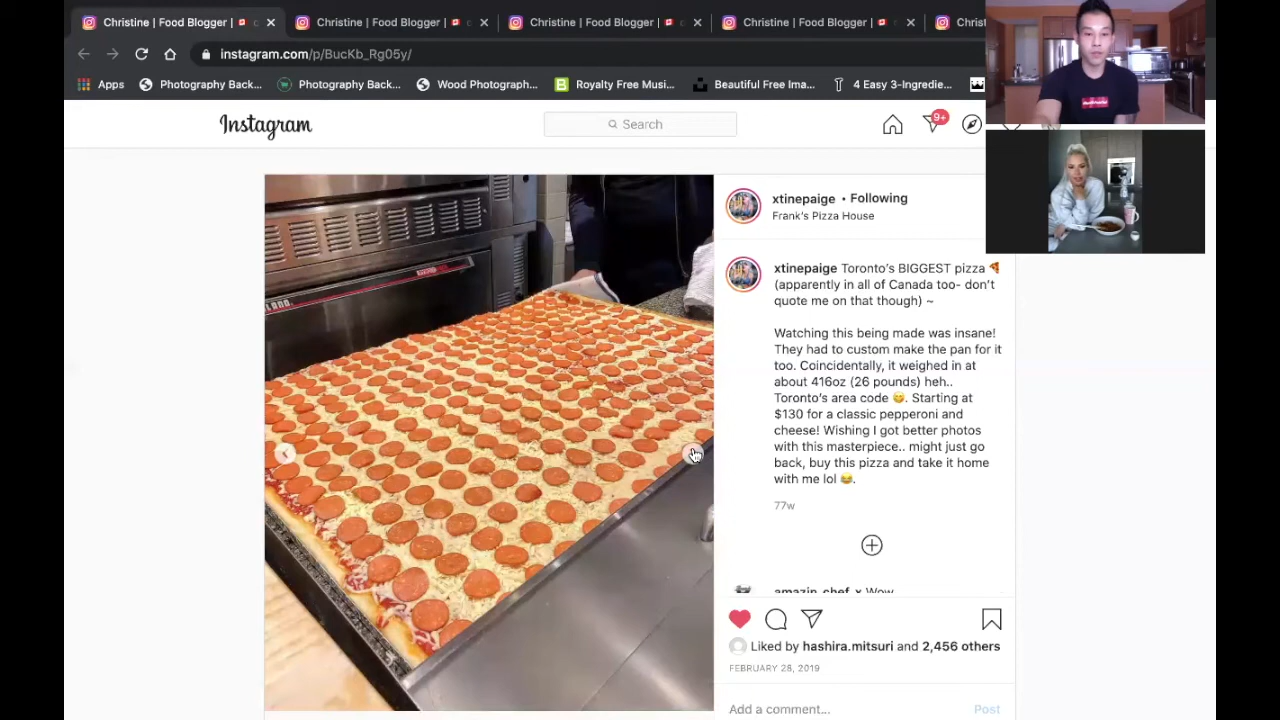 Christine | Food Blogger | c
Christine | Food Blogger | c
Christine | Food Blogger | c
Christine | Food Blogger |
instagram.com/p/BucKb_Rg05y/
Apps
Photography Back...
Photography Back...
Wood Photograph...
Royalty Free Musi...
Beautiful Free Ima...
4 Easy 3-Ingredie...
Instagram
Search
9+
xtinepaige • Following
Frank's Pizza House
xtinepaige Toronto's BIGGEST pizza 🍕
(apparently in all of Canada too- don't
quote me on that though) ~
Watching this being made was insane!
They had to custom make the pan for it
too. Coincidentally, it weighed in at
about 416oz (26 pounds) heh..
Toronto's area code 😋. Starting at
$130 for a classic pepperoni and
cheese! Wishing I got better photos
with this masterpiece.. might just go
back, buy this pizza and take it home
with me lol 😂.
77w
amazin_chef_x Wow
Liked by hashira.mitsuri and 2,456 others
FEBRUARY 28, 2019
Add a comment...
Post